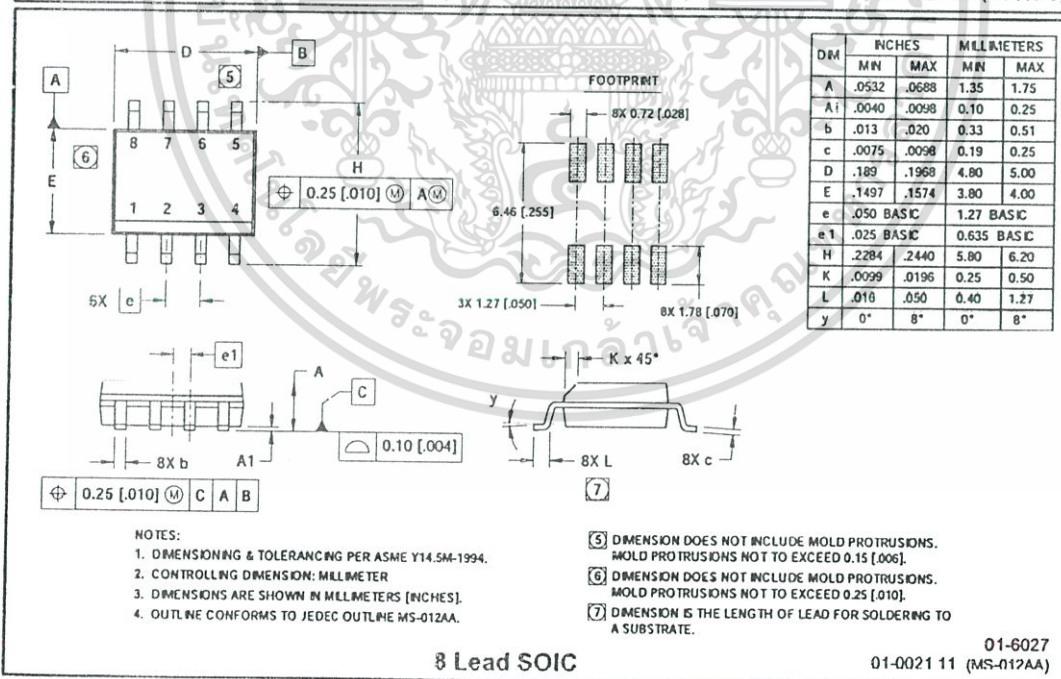 D
B
5
A
8 7 6 5
6
E
H
⌖ 0.25 [.010] Ⓜ A Ⓜ
1 2 3 4
6X e
FOOTPRINT
8X 0.72 [.028]
6.46 [.255]
3X 1.27 [.050]
8X 1.78 [.070]
DIM INCHES MILLIMETERS
MIN MAX MIN MAX
A .0532 .0688 1.35 1.75
A1 .0040 .0098 0.10 0.25
b .013 .020 0.33 0.51
c .0075 .0098 0.19 0.25
D .189 .1968 4.80 5.00
E .1497 .1574 3.80 4.00
e .050 BASIC 1.27 BASIC
e1 .025 BASIC 0.635 BASIC
H .2284 .2440 5.80 6.20
K .0099 .0196 0.25 0.50
L .016 .050 0.40 1.27
y 0° 8° 0° 8°
e1
A
C
⌓ 0.10 [.004]
8X b
A1
⌖ 0.25 [.010] Ⓜ C A B
K x 45°
y
8X L
8X c
7
NOTES:
1. DIMENSIONING & TOLERANCING PER ASME Y14.5M-1994.
2. CONTROLLING DIMENSION: MILLIMETER
3. DIMENSIONS ARE SHOWN IN MILLIMETERS [INCHES].
4. OUTLINE CONFORMS TO JEDEC OUTLINE MS-012AA.
5 DIMENSION DOES NOT INCLUDE MOLD PROTRUSIONS.
MOLD PROTRUSIONS NOT TO EXCEED 0.15 [.006].
6 DIMENSION DOES NOT INCLUDE MOLD PROTRUSIONS.
MOLD PROTRUSIONS NOT TO EXCEED 0.25 [.010].
7 DIMENSION IS THE LENGTH OF LEAD FOR SOLDERING TO
A SUBSTRATE.
8 Lead SOIC
01-6027
01-0021 11 (MS-012AA)